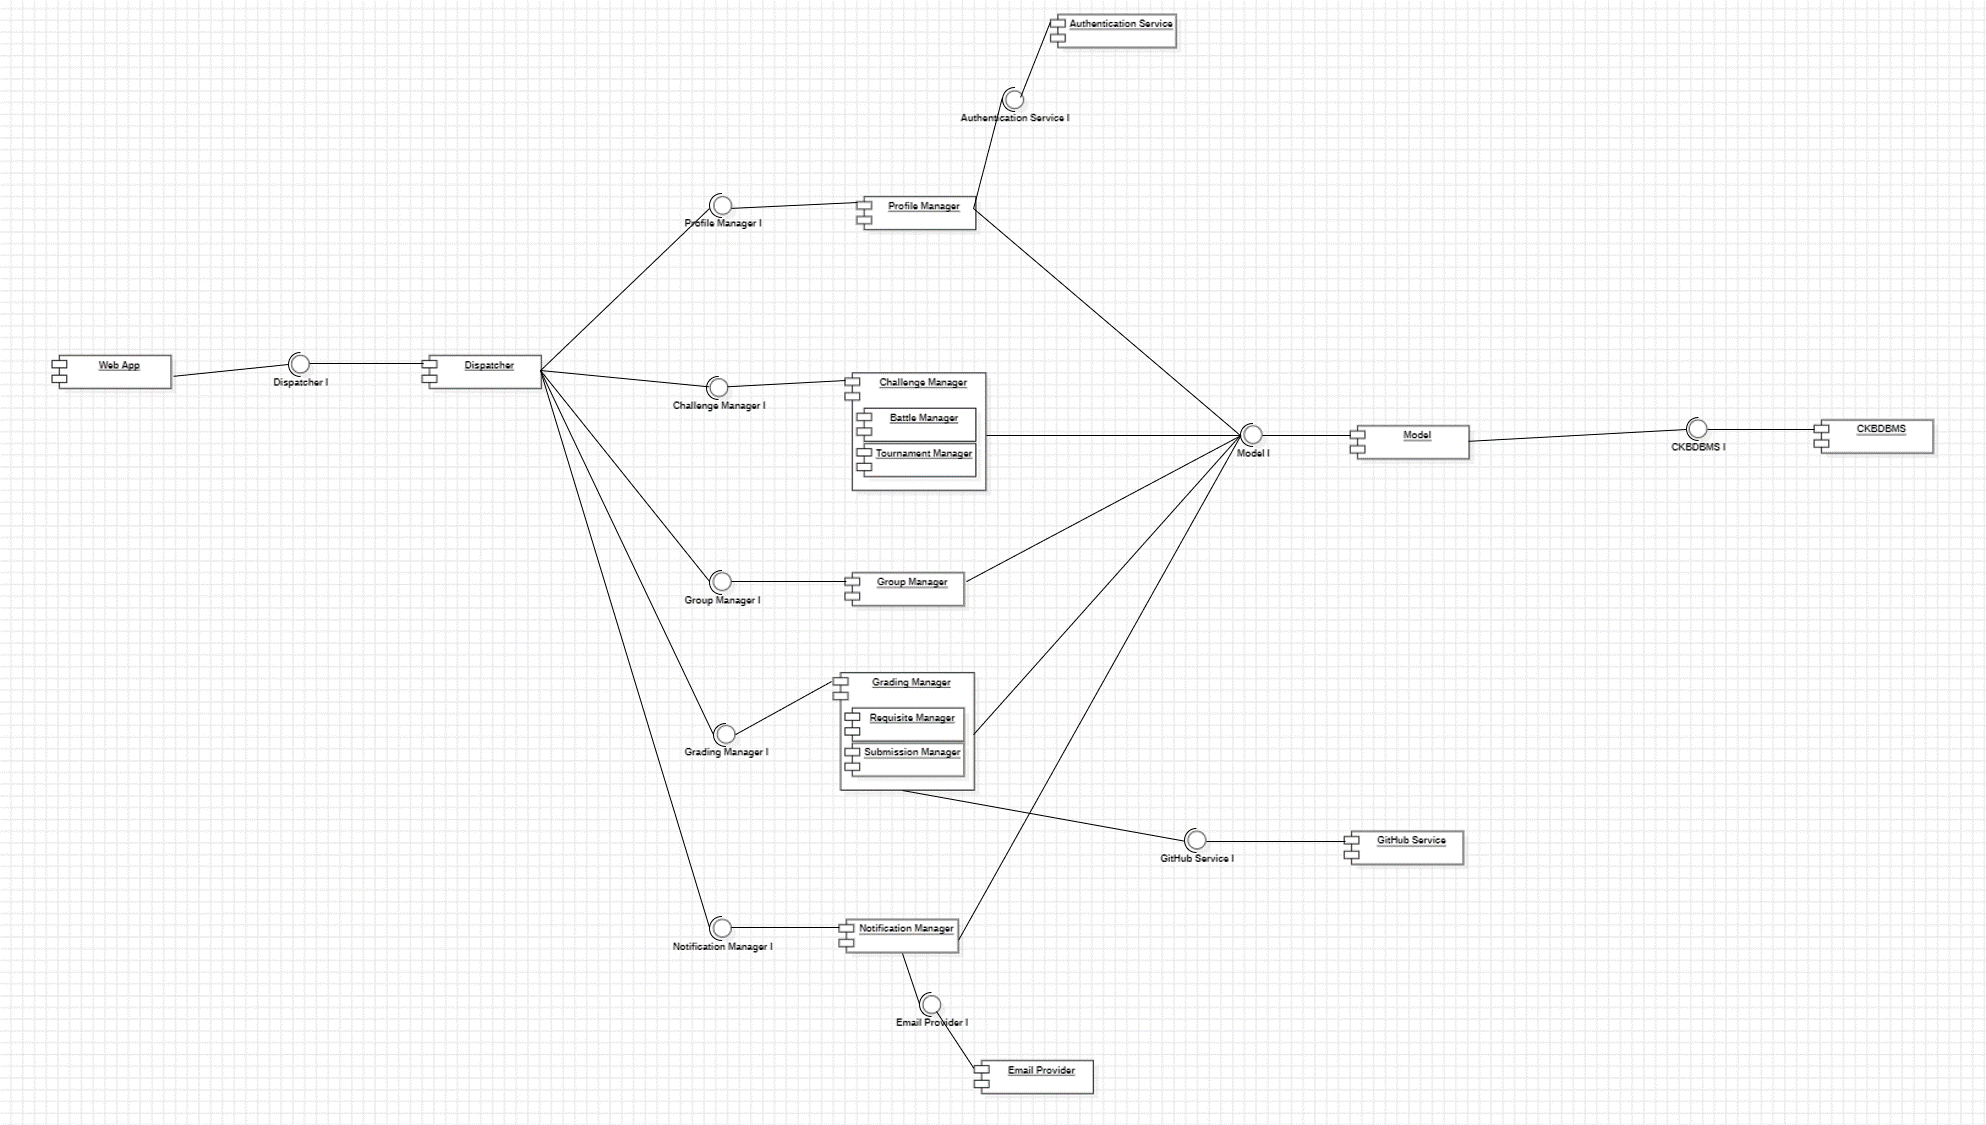 Authentication Service
Authentication Service I
Profile Manager
Profile Manager I
Web App
Dispatcher I
Dispatcher
Challenge Manager
Challenge Manager I
Battle Manager
Tournament Manager
Model I
Model
CKBDBMS I
CKBDBMS
Group Manager
Group Manager I
Grading Manager
Requisite Manager
Submission Manager
Grading Manager I
GitHub Service I
GitHub Service
Notification Manager
Notification Manager I
Email Provider I
Email Provider